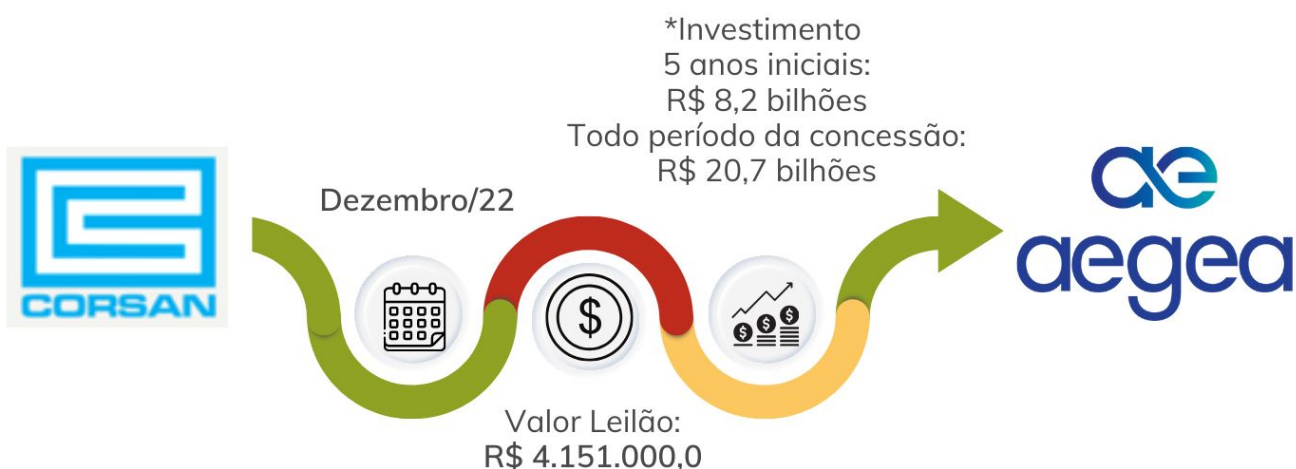 *Investimento
5 anos iniciais:
R$ 8,2 bilhões
Todo período da concessão:
R$ 20,7 bilhões
Dezembro/22
CORSAN
ae
aegea
Valor Leilão:
R$ 4.151.000,0